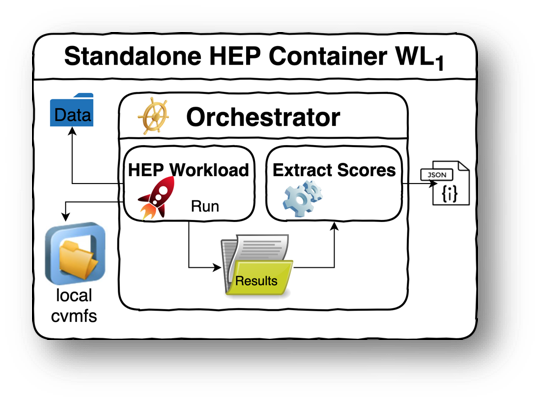 Standalone HEP Container WL1
Data
Orchestrator
HEP Workload
Run
Extract Scores
JSON
{i}
Results
local
cvmfs